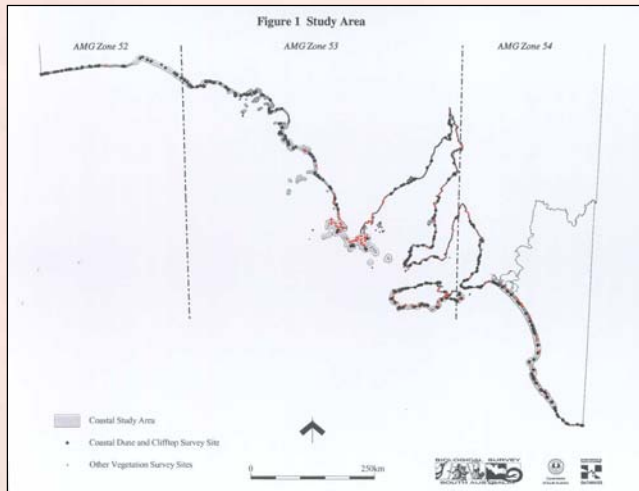 Figure 1 Study Area
AMG Zone 52
AMG Zone 53
AMG Zone 54
Coastal Study Area
Coastal Dune and Clifftop Survey Site
Other Vegetation Survey Sites
0
250km
BIOLOGICAL SURVEY
SOUTH AUSTRALIA